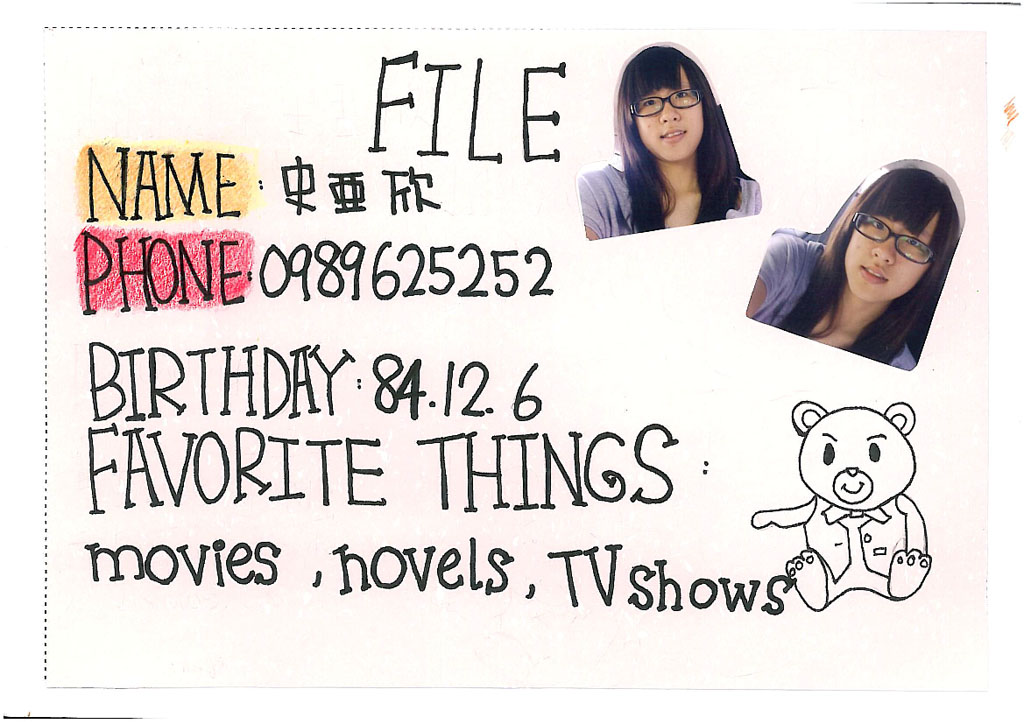 FILE
NAME: 史亞欣
PHONE: 0989625252
BIRTHDAY: 84.12.6
FAVORITE THINGS:
movies, novels, TV shows